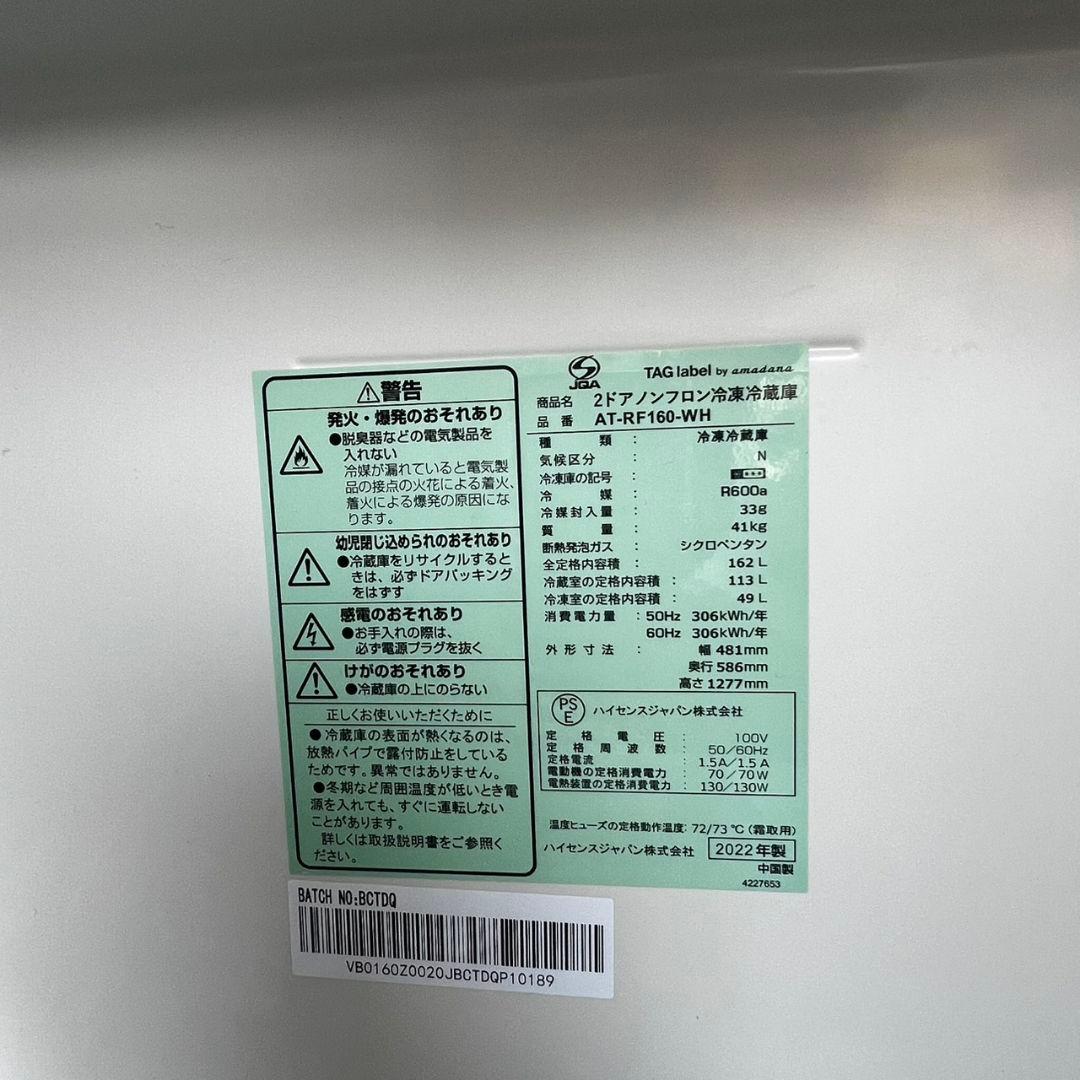 ⚠警告
発火・爆発のおそれあり
●脱臭器などの電気製品を
入れない
冷媒が漏れていると電気製
品の接点の火花による着火、
着火による爆発の原因にな
ります。
幼児閉じ込められのおそれあり
●冷蔵庫をリサイクルすると
きは、必ずドアパッキング
をはずす
感電のおそれあり
●お手入れの際は、
必ず電源プラグを抜く
けがのおそれあり
●冷蔵庫の上にのらない
正しくお使いいただくために
●冷蔵庫の表面が熱くなるのは、
放熱パイプで露付防止をしている
ためです。異常ではありません。
●冬期など周囲温度が低いとき電
源を入れても、すぐに運転しない
ことがあります。
詳しくは取扱説明書をご参照く
ださい。
JQA
TAG label by amadana
商品名 2ドアノンフロン冷凍冷蔵庫
品番 AT-RF160-WH
種類 : 冷凍冷蔵庫
気候区分 : N
冷凍庫の記号 :
冷媒 : R600a
冷媒封入量 : 33g
質量 : 41kg
断熱発泡ガス : シクロペンタン
全定格内容積 : 162 L
冷蔵室の定格内容積 : 113 L
冷凍室の定格内容積 : 49 L
消費電力量 : 50Hz 306kWh/年
60Hz 306kWh/年
外形寸法 : 幅 481mm
奥行 586mm
高さ 1277mm
PSE ハイセンスジャパン株式会社
定格電圧 : 100V
定格周波数 : 50/60Hz
定格電流 : 1.5A/1.5 A
電動機の定格消費電力 : 70/70W
電熱装置の定格消費電力 : 130/130W
温度ヒューズの定格動作温度: 72/73℃(霜取用)
ハイセンスジャパン株式会社 2022年製
中国製
4227653
BATCH NO:BCTDQ
VB0160Z0020JBCTDQP10189